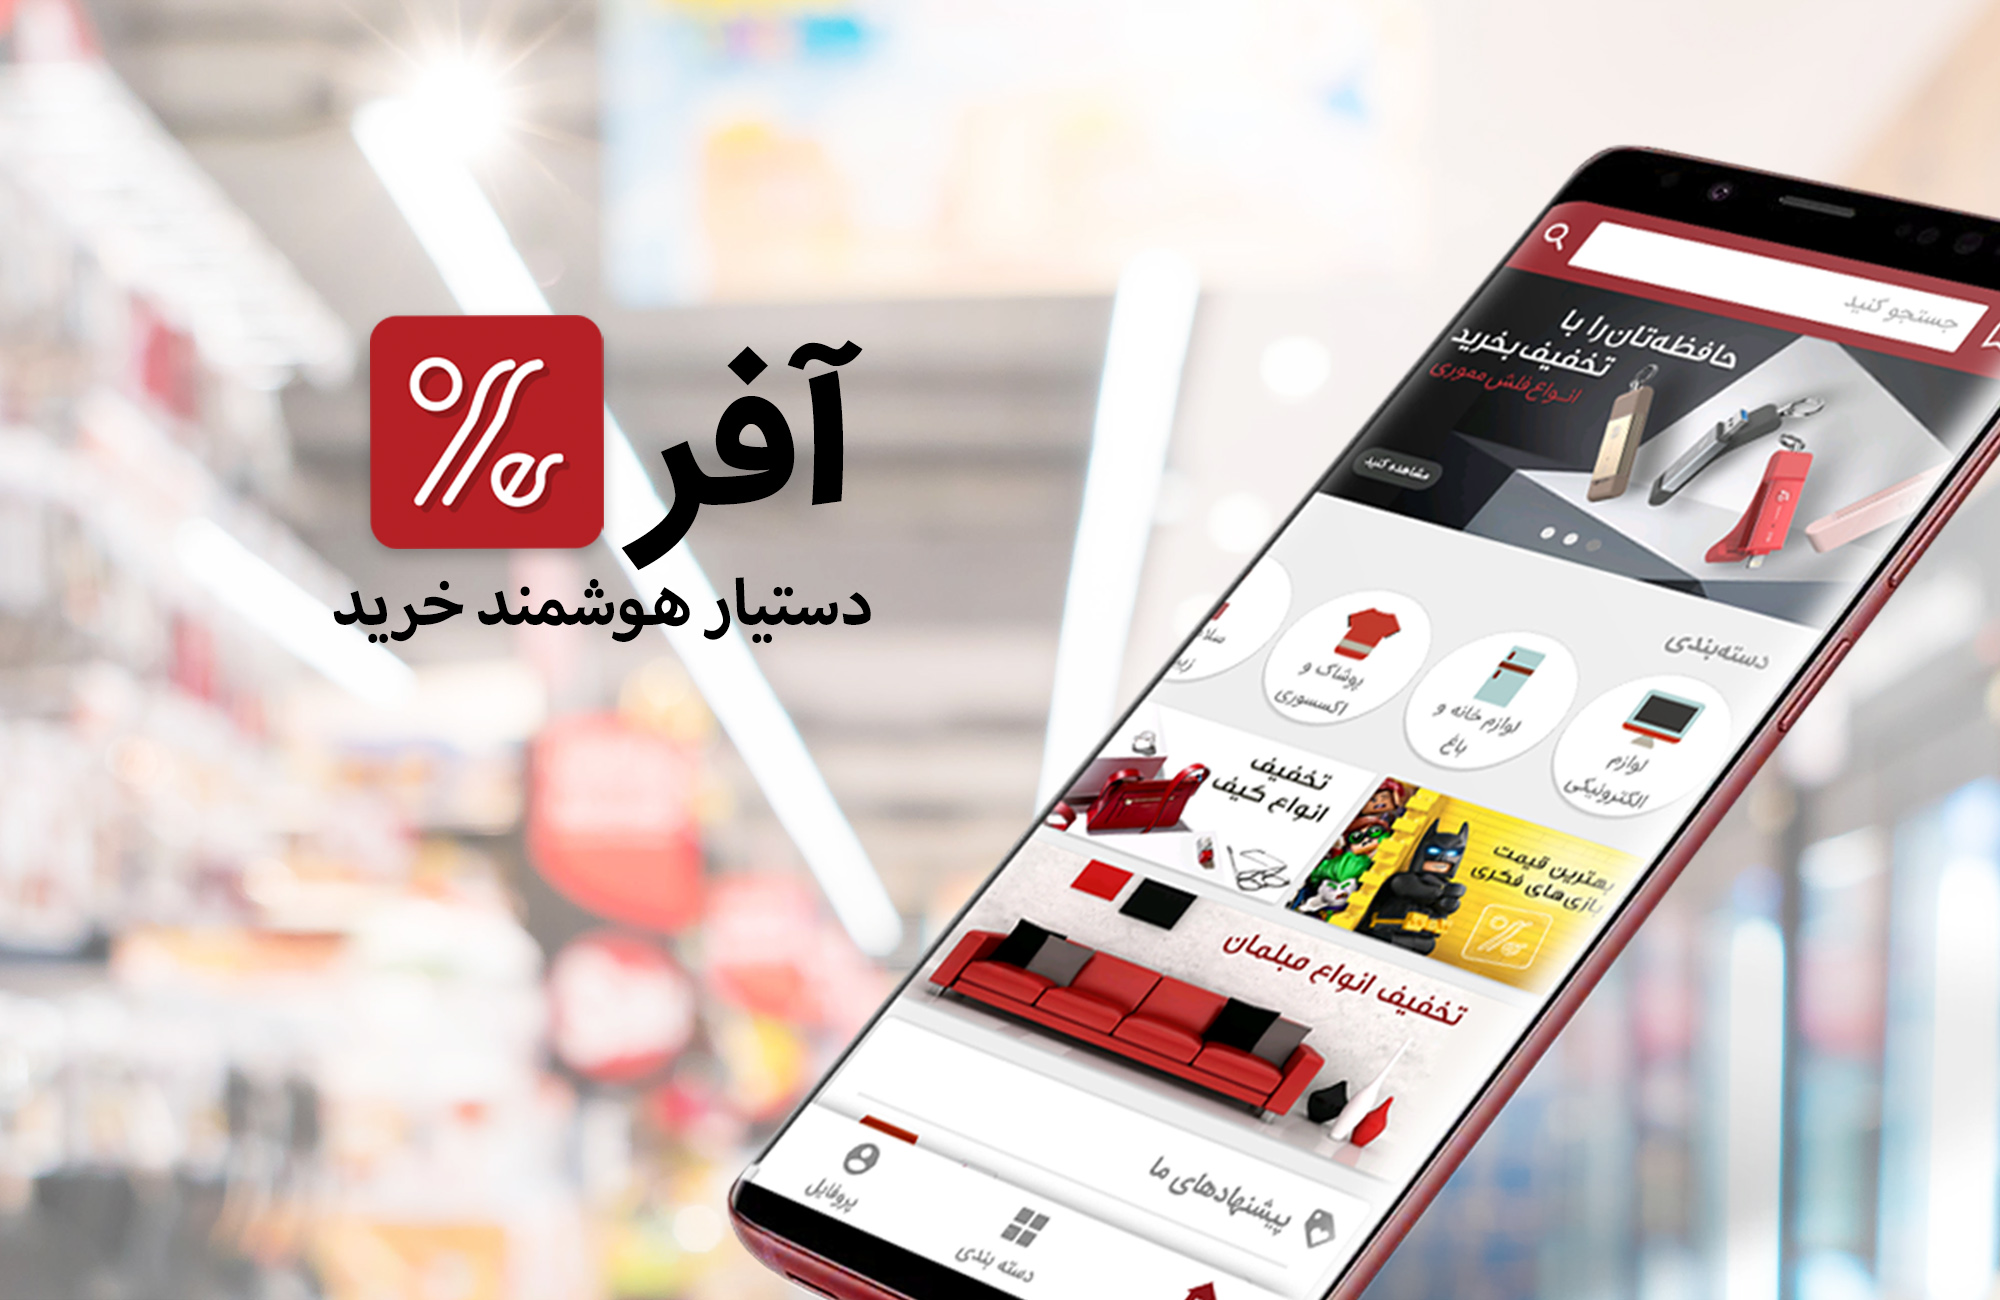 آفر
offer
دستیار هوشمند خرید
جستجو کنید
حافظه‌تان را با
تخفیف بخرید
انواع فلش مموری
مشاهده کنید
دسته‌بندی
لوازم
الکترونیکی
لوازم خانه و
باغ
پوشاک و
اکسسوری
تخفیف
انواع کیف
بهترین قیمت
بازی‌های فکری
تخفیف انواع مبلمان
پیشنهادهای ما
دسته بندی
پروفایل